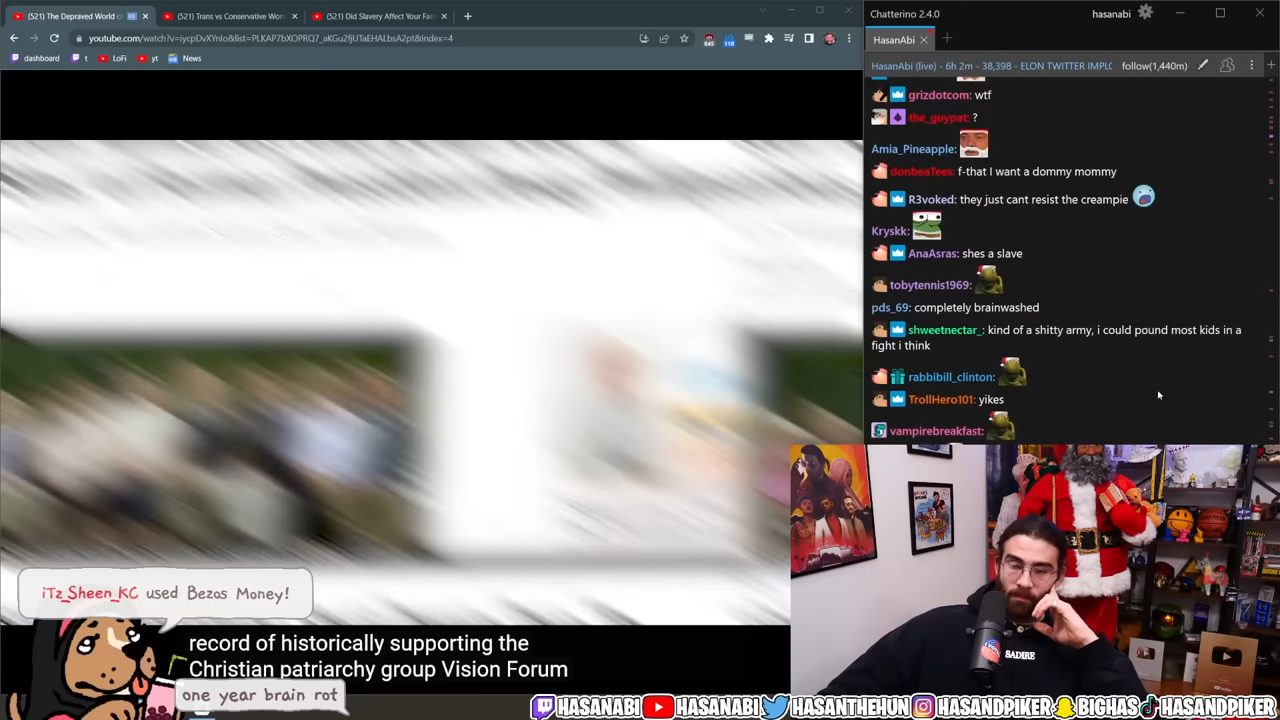 (521) The Depraved World o
(521) Trans vs Conservative Wom
(521) Did Slavery Affect Your Fam
youtube.com/watch?v=iycpDvXYnIo&list=PLKAP7bXOPRQ7_aKGu2fjUTaEHALbsA2pt&index=4
845
110
dashboard
t
LoFi
yt
News
Chatterino 2.4.0
hasanabi
HasanAbi
HasanAbi (live) - 6h 2m - 38,398 - ELON TWITTER IMPLO
follow(1,440m)
grizdotcom: wtf
the_guypat: ?
Amia_Pineapple:
donbeaTees: f-that I want a dommy mommy
R3voked: they just cant resist the creampie
Kryskk:
AnaAsras: shes a slave
tobytennis1969:
pds_69: completely brainwashed
shweetnectar_: kind of a shitty army, i could pound most kids in a
fight i think
rabbibill_clinton:
TrollHero101: yikes
vampirebreakfast:
iTz_Sheen_KC used Bezos Money!
record of historically supporting the
Christian patriarchy group Vision Forum
one year brain rot
SADIRE
HASANABI
HASANABI
HASANTHEHUN
HASANDPIKER
BIGHAS
HASANDPIKER